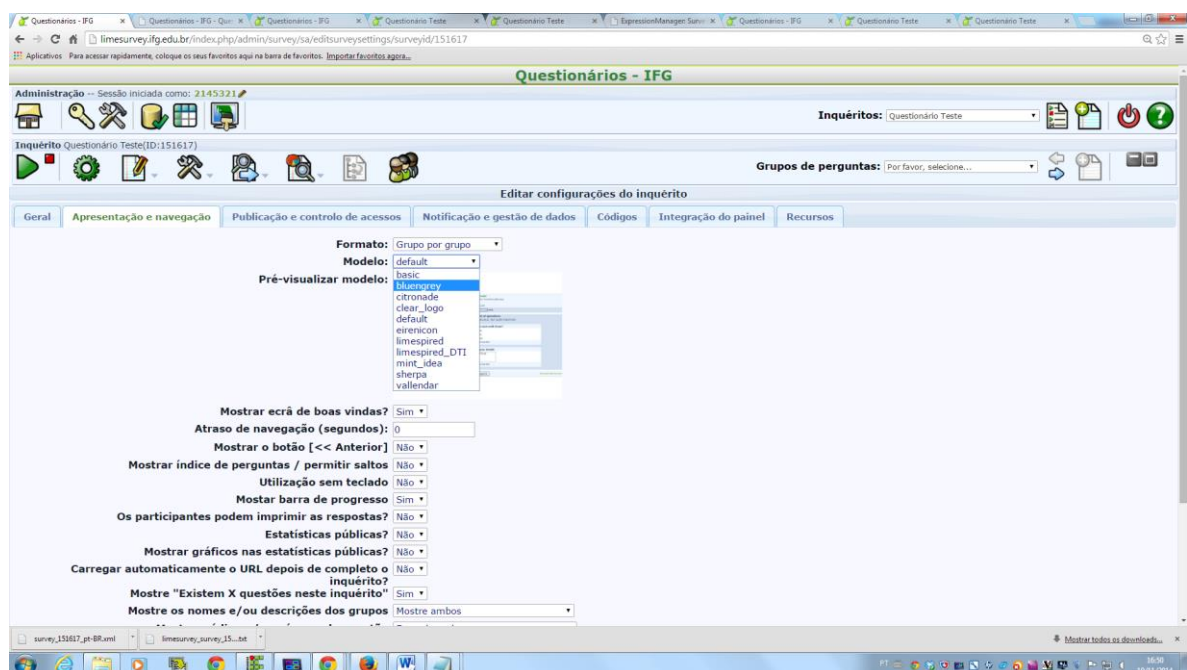 Questionários - IFG
Questionários - IFG - Que
Questionários - IFG
Questionário Teste
Questionário Teste
ExpressionManager: Surve
Questionários - IFG
Questionário Teste
Questionário Teste
limesurvey.ifg.edu.br/index.php/admin/survey/sa/editsurveysettings/surveyid/151617
Aplicativos Para acessar rapidamente, coloque os seus favoritos aqui na barra de favoritos. Importar favoritos agora...
Questionários - IFG
Administração -- Sessão iniciada como: 2145321
Inquéritos: Questionário Teste
Inquérito Questionário Teste(ID:151617)
Grupos de perguntas: Por favor, selecione...
Editar configurações do inquérito
Geral Apresentação e navegação Publicação e controlo de acessos Notificação e gestão de dados Códigos Integração do painel Recursos
Formato: Grupo por grupo
Modelo: default
Pré-visualizar modelo:
basic
bluengrey
citronade
clear_logo
default
eirenicon
limespired
limespired_DTI
mint_idea
sherpa
vallendar
Mostrar ecrã de boas vindas? Sim
Atraso de navegação (segundos): 0
Mostrar o botão [<< Anterior] Não
Mostrar índice de perguntas / permitir saltos Não
Utilização sem teclado Não
Mostar barra de progresso Sim
Os participantes podem imprimir as respostas? Não
Estatísticas públicas? Não
Mostrar gráficos nas estatísticas públicas? Não
Carregar automaticamente o URL depois de completo o inquérito? Não
Mostre "Existem X questões neste inquérito" Sim
Mostre os nomes e/ou descrições dos grupos Mostre ambos
survey_151617_pt-BR.xml
limesurvey_survey_15....txt
Mostrar todos os downloads...
PT
16:50